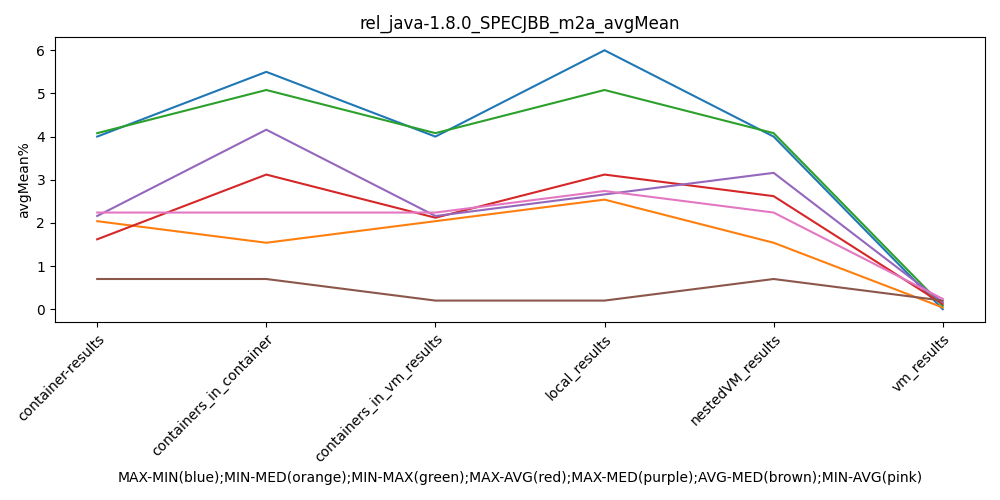 rel_java-1.8.0_SPECJBB_m2a_avgMean
avgMean%
6
5
4
3
2
1
0
container-results
containers_in_container
containers_in_vm_results
local_results
nestedVM_results
vm_results
MAX-MIN(blue);MIN-MED(orange);MIN-MAX(green);MAX-AVG(red);MAX-MED(purple);AVG-MED(brown);MIN-AVG(pink)